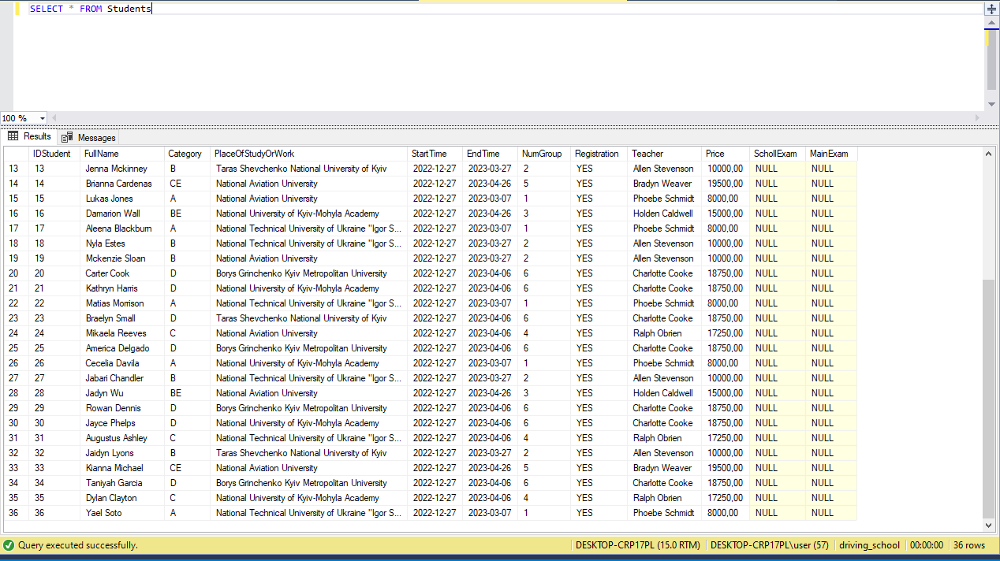 SELECT * FROM Students
100 %
Results Messages
IDStudent FullName Category PlaceOfStudyOrWork StartTime EndTime NumGroup Registration Teacher Price SchollExam MainExam
13 13 Jenna Mckinney B Taras Shevchenko National University of Kyiv 2022-12-27 2023-03-27 2 YES Allen Stevenson 10000,00 NULL NULL
14 14 Brianna Cardenas CE National Aviation University 2022-12-27 2023-04-26 5 YES Bradyn Weaver 19500,00 NULL NULL
15 15 Lukas Jones A National Aviation University 2022-12-27 2023-03-07 1 YES Phoebe Schmidt 8000,00 NULL NULL
16 16 Damarion Wall BE National University of Kyiv-Mohyla Academy 2022-12-27 2023-04-26 3 YES Holden Caldwell 15000,00 NULL NULL
17 17 Aleena Blackburn A National Technical University of Ukraine "Igor S... 2022-12-27 2023-03-07 1 YES Phoebe Schmidt 8000,00 NULL NULL
18 18 Nyla Estes B National Technical University of Ukraine "Igor S... 2022-12-27 2023-03-27 2 YES Allen Stevenson 10000,00 NULL NULL
19 19 Mckenzie Sloan B National Aviation University 2022-12-27 2023-03-27 2 YES Allen Stevenson 10000,00 NULL NULL
20 20 Carter Cook D Borys Grinchenko Kyiv Metropolitan University 2022-12-27 2023-04-06 6 YES Charlotte Cooke 18750,00 NULL NULL
21 21 Kathryn Harris D National University of Kyiv-Mohyla Academy 2022-12-27 2023-04-06 6 YES Charlotte Cooke 18750,00 NULL NULL
22 22 Matias Morrison A National Technical University of Ukraine "Igor S... 2022-12-27 2023-03-07 1 YES Phoebe Schmidt 8000,00 NULL NULL
23 23 Braelyn Small D Taras Shevchenko National University of Kyiv 2022-12-27 2023-04-06 6 YES Charlotte Cooke 18750,00 NULL NULL
24 24 Mikaela Reeves C National Aviation University 2022-12-27 2023-04-06 4 YES Ralph Obrien 17250,00 NULL NULL
25 25 America Delgado D Borys Grinchenko Kyiv Metropolitan University 2022-12-27 2023-04-06 6 YES Charlotte Cooke 18750,00 NULL NULL
26 26 Cecelia Davila A National University of Kyiv-Mohyla Academy 2022-12-27 2023-03-07 1 YES Phoebe Schmidt 8000,00 NULL NULL
27 27 Jabari Chandler B National Technical University of Ukraine "Igor S... 2022-12-27 2023-03-27 2 YES Allen Stevenson 10000,00 NULL NULL
28 28 Jadyn Wu BE National Aviation University 2022-12-27 2023-04-26 3 YES Holden Caldwell 15000,00 NULL NULL
29 29 Rowan Dennis D Borys Grinchenko Kyiv Metropolitan University 2022-12-27 2023-04-06 6 YES Charlotte Cooke 18750,00 NULL NULL
30 30 Jayce Phelps D National University of Kyiv-Mohyla Academy 2022-12-27 2023-04-06 6 YES Charlotte Cooke 18750,00 NULL NULL
31 31 Augustus Ashley C National Technical University of Ukraine "Igor S... 2022-12-27 2023-04-06 4 YES Ralph Obrien 17250,00 NULL NULL
32 32 Jaidyn Lyons B Taras Shevchenko National University of Kyiv 2022-12-27 2023-03-27 2 YES Allen Stevenson 10000,00 NULL NULL
33 33 Kianna Michael CE National Aviation University 2022-12-27 2023-04-26 5 YES Bradyn Weaver 19500,00 NULL NULL
34 34 Taniyah Garcia D Borys Grinchenko Kyiv Metropolitan University 2022-12-27 2023-04-06 6 YES Charlotte Cooke 18750,00 NULL NULL
35 35 Dylan Clayton C National University of Kyiv-Mohyla Academy 2022-12-27 2023-04-06 4 YES Ralph Obrien 17250,00 NULL NULL
36 36 Yael Soto A National Technical University of Ukraine "Igor S... 2022-12-27 2023-03-07 1 YES Phoebe Schmidt 8000,00 NULL NULL
Query executed successfully. DESKTOP-CRP17PL (15.0 RTM) DESKTOP-CRP17PL\user (57) driving_school 00:00:00 36 rows